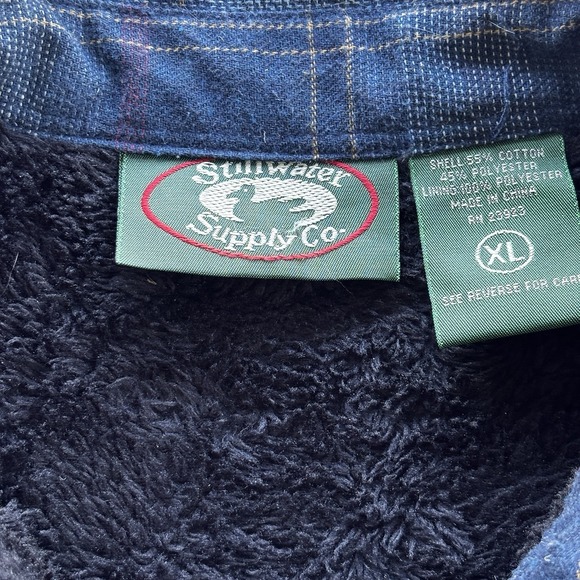 Stillwater
Supply Co.
SHELL 55% COTTON
45% POLYESTER
LINING:100% POLYESTER
MADE IN CHINA
RN 23923
XL
SEE REVERSE FOR CARE